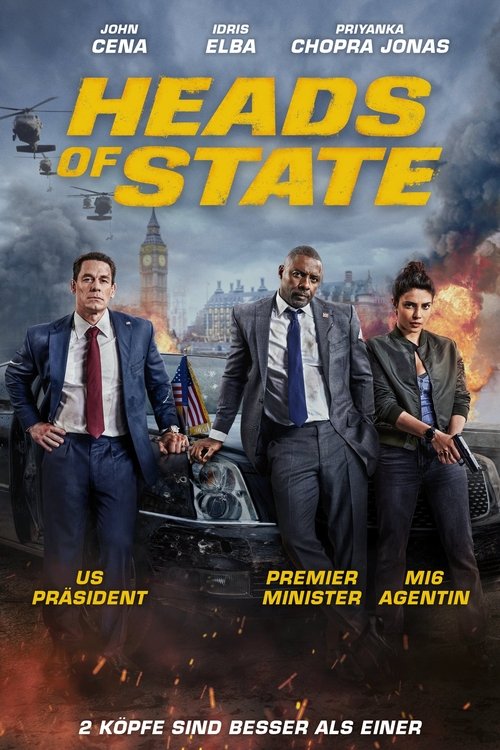 JOHN CENA
IDRIS ELBA
PRIYANKA CHOPRA JONAS
HEADS
OF STATE
US
PRÄSIDENT
PREMIER
MINISTER
MI6
AGENTIN
2 KÖPFE SIND BESSER ALS EINER